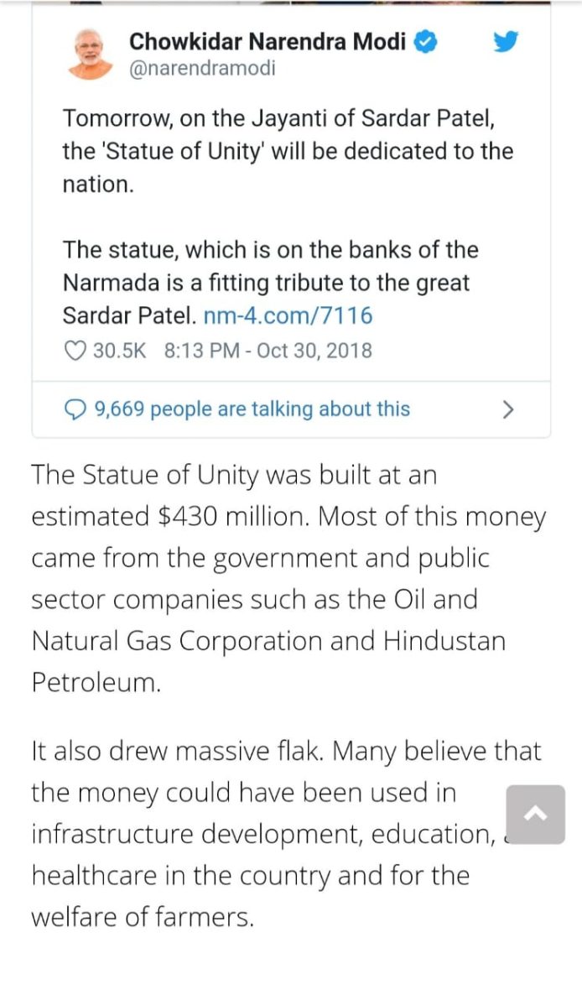 Chowkidar Narendra Modi
@narendramodi
Tomorrow, on the Jayanti of Sardar Patel,
the 'Statue of Unity' will be dedicated to the
nation.
The statue, which is on the banks of the
Narmada is a fitting tribute to the great
Sardar Patel. nm-4.com/7116
30.5K 8:13 PM - Oct 30, 2018
9,669 people are talking about this
The Statue of Unity was built at an
estimated $430 million. Most of this money
came from the government and public
sector companies such as the Oil and
Natural Gas Corporation and Hindustan
Petroleum.
It also drew massive flak. Many believe that
the money could have been used in
infrastructure development, education,
healthcare in the country and for the
welfare of farmers.